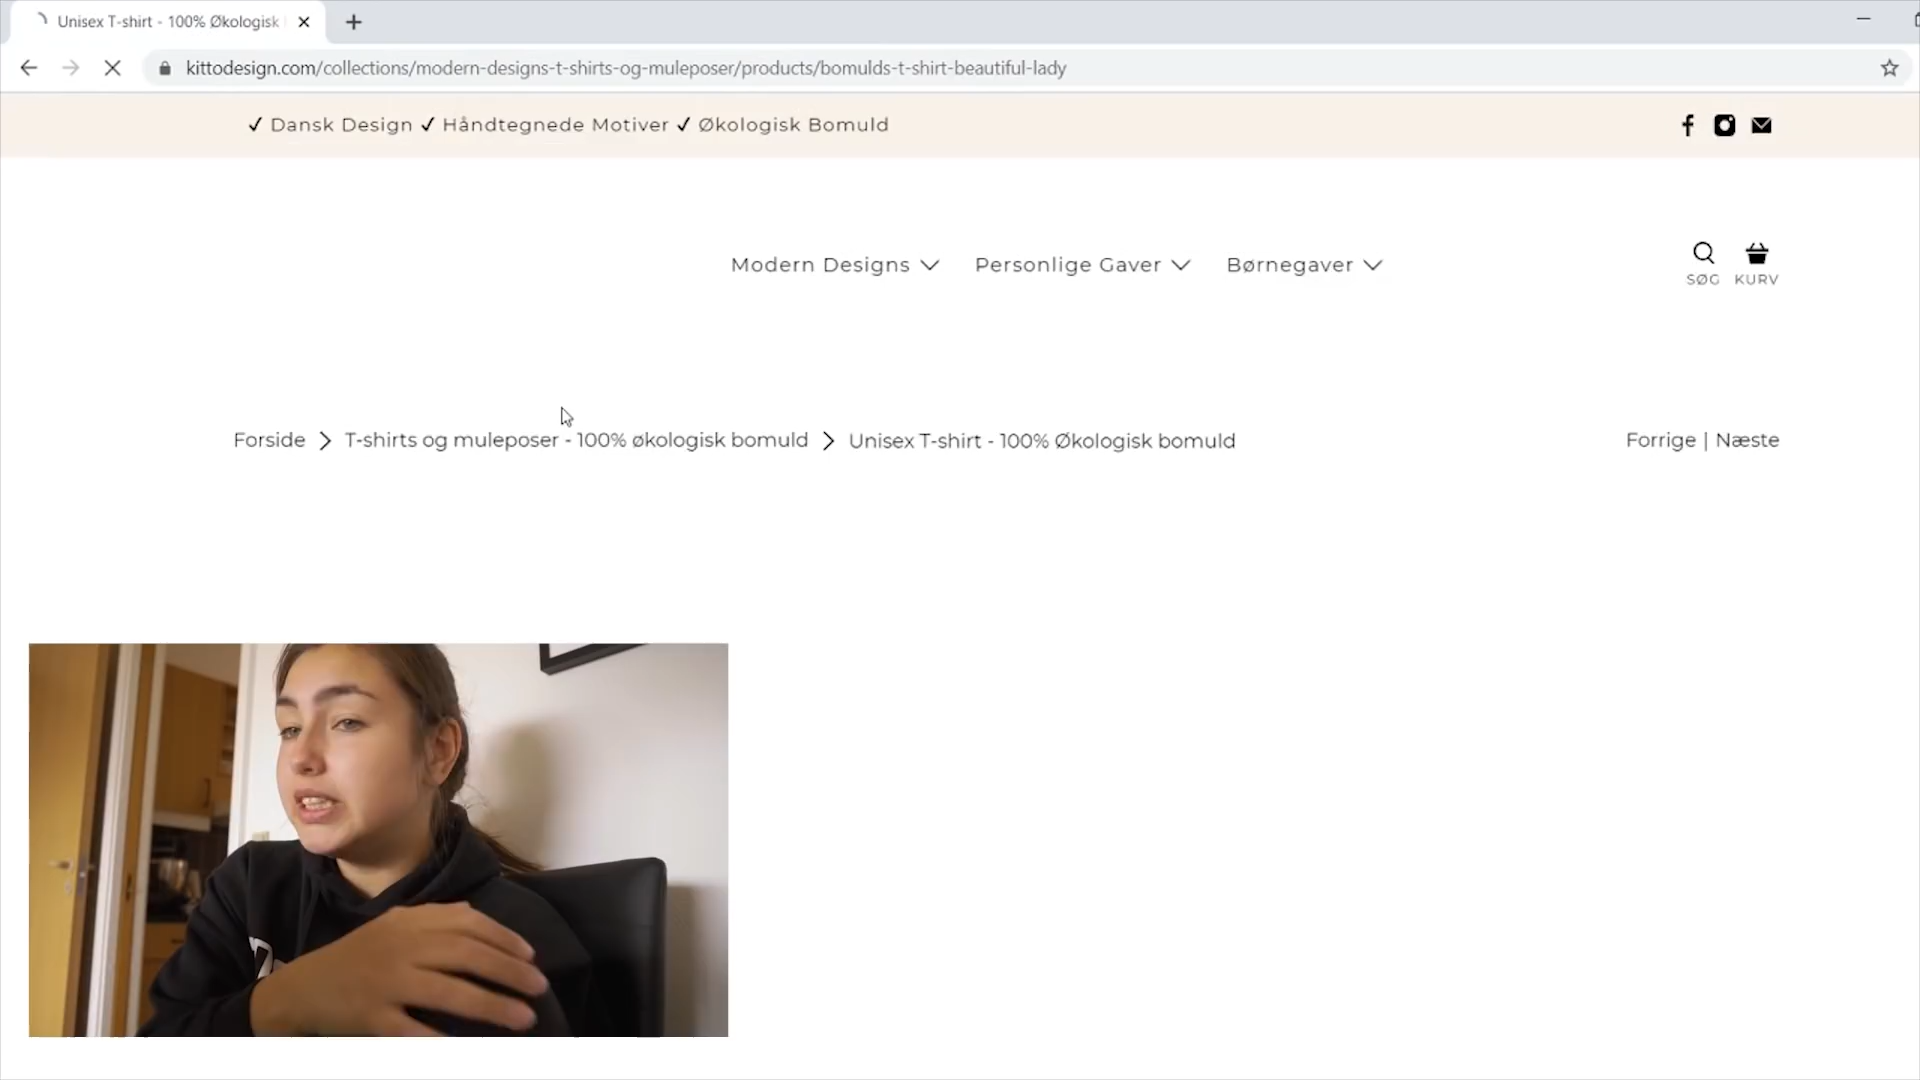 Unisex T-shirt - 100% Økologisk
kittodesign.com/collections/modern-designs-t-shirts-og-muleposer/products/bomulds-t-shirt-beautiful-lady
✓ Dansk Design ✓ Håndtegnede Motiver ✓ Økologisk Bomuld
Modern Designs Personlige Gaver Børnegaver
SØG KURV
Forside > T-shirts og muleposer - 100% økologisk bomuld > Unisex T-shirt - 100% Økologisk bomuld
Forrige | Næste